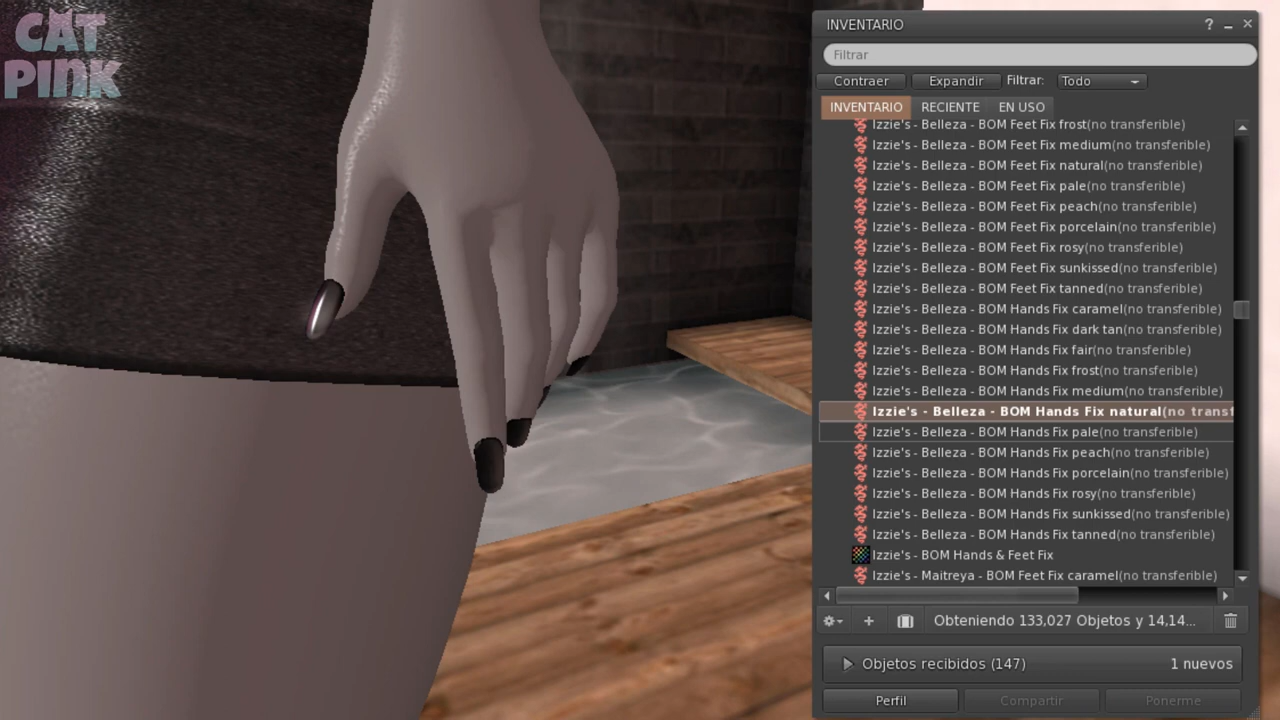 CAT
PINK
INVENTARIO
Filtrar
Contraer Expandir Filtrar: Todo
INVENTARIO RECIENTE EN USO
Izzie's - Belleza - BOM Feet Fix frost(no transferible)
Izzie's - Belleza - BOM Feet Fix medium(no transferible)
Izzie's - Belleza - BOM Feet Fix natural(no transferible)
Izzie's - Belleza - BOM Feet Fix pale(no transferible)
Izzie's - Belleza - BOM Feet Fix peach(no transferible)
Izzie's - Belleza - BOM Feet Fix porcelain(no transferible)
Izzie's - Belleza - BOM Feet Fix rosy(no transferible)
Izzie's - Belleza - BOM Feet Fix sunkissed(no transferible)
Izzie's - Belleza - BOM Feet Fix tanned(no transferible)
Izzie's - Belleza - BOM Hands Fix caramel(no transferible)
Izzie's - Belleza - BOM Hands Fix dark tan(no transferible)
Izzie's - Belleza - BOM Hands Fix fair(no transferible)
Izzie's - Belleza - BOM Hands Fix frost(no transferible)
Izzie's - Belleza - BOM Hands Fix medium(no transferible)
Izzie's - Belleza - BOM Hands Fix natural(no transf
Izzie's - Belleza - BOM Hands Fix pale(no transferible)
Izzie's - Belleza - BOM Hands Fix peach(no transferible)
Izzie's - Belleza - BOM Hands Fix porcelain(no transferible)
Izzie's - Belleza - BOM Hands Fix rosy(no transferible)
Izzie's - Belleza - BOM Hands Fix sunkissed(no transferible)
Izzie's - Belleza - BOM Hands Fix tanned(no transferible)
Izzie's - BOM Hands & Feet Fix
Izzie's - Maitreya - BOM Feet Fix caramel(no transferible)
Obteniendo 133,027 Objetos y 14,14...
Objetos recibidos (147) 1 nuevos
Perfil Compartir Ponerme